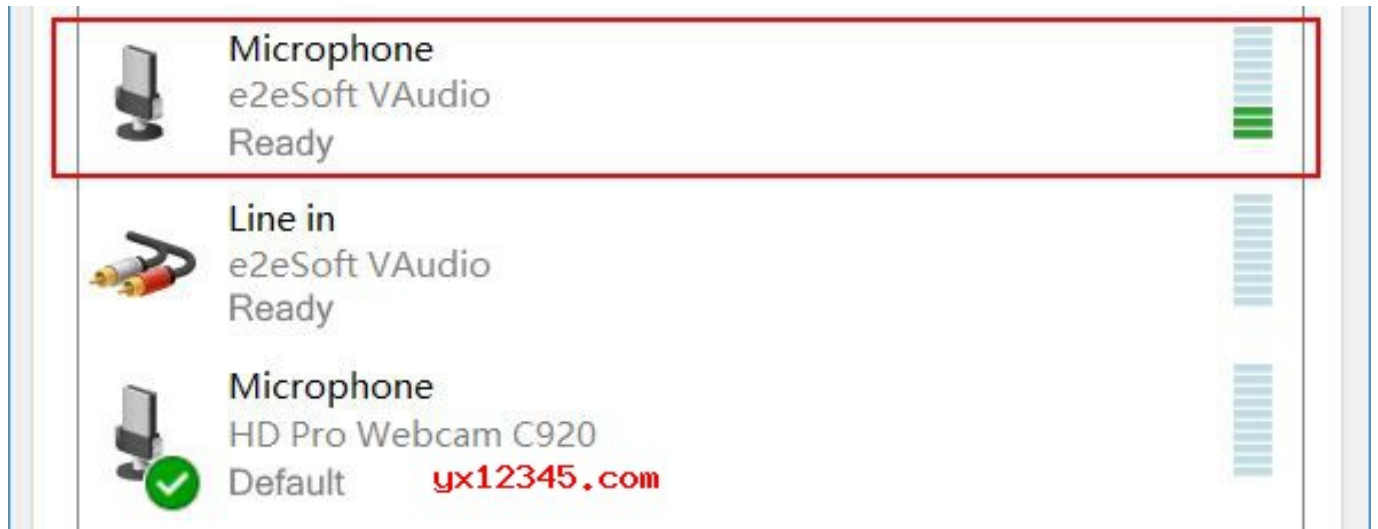 Microphone
e2eSoft VAudio
Ready
Line in
e2eSoft VAudio
Ready
Microphone
HD Pro Webcam C920
Default yx12345.com